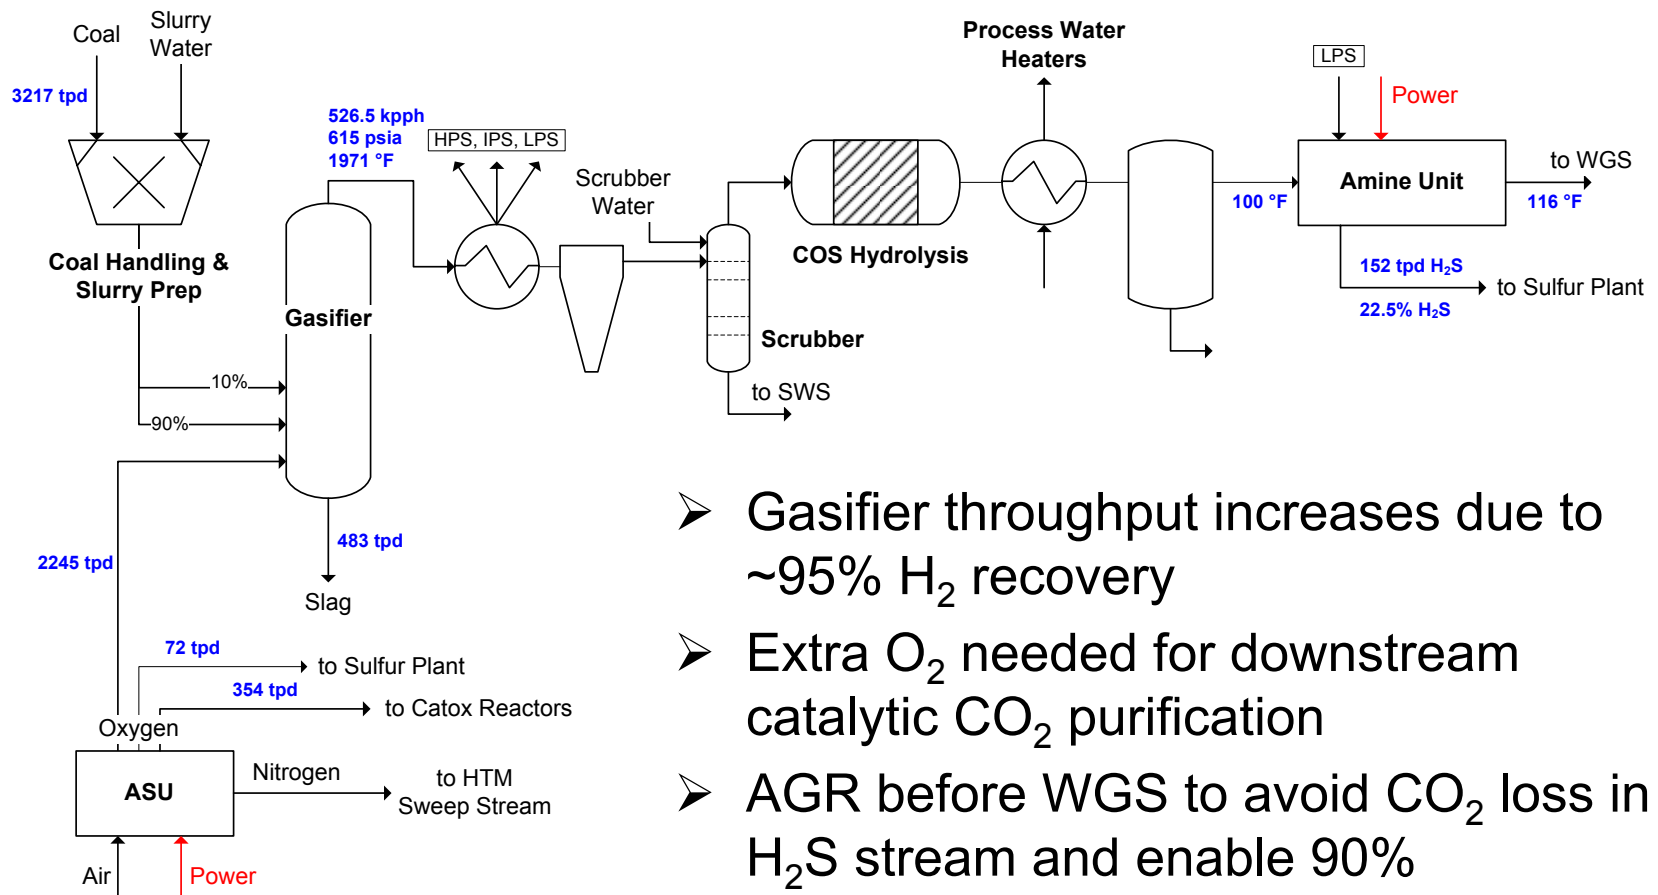 Coal
Slurry
Water
3217 tpd
Coal Handling &
Slurry Prep
10%
90%
526.5 kpph
615 psia
1971 °F
HPS, IPS, LPS
Gasifier
483 tpd
Slag
2245 tpd
72 tpd
to Sulfur Plant
354 tpd
to Catox Reactors
Oxygen
ASU
Nitrogen
to HTM
Sweep Stream
Air
Power
Scrubber
Water
Scrubber
to SWS
COS Hydrolysis
Process Water
Heaters
100 °F
LPS
Power
Amine Unit
to WGS
116 °F
152 tpd H₂S
22.5% H₂S
to Sulfur Plant
➢ Gasifier throughput increases due to
~95% H₂ recovery
➢ Extra O₂ needed for downstream
catalytic CO₂ purification
➢ AGR before WGS to avoid CO₂ loss in
H₂S stream and enable 90%